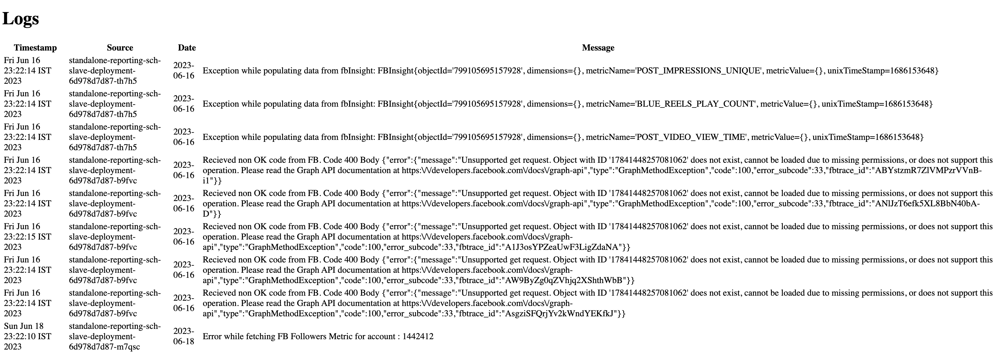 Logs
Timestamp Source Date Message
Fri Jun 16
23:22:14 IST
2023
standalone-reporting-sch-
slave-deployment-
6d978d7d87-th7h5
2023-
06-16
Exception while populating data from fbInsight: FBInsight{objectId='799105695157928', dimensions={}, metricName='POST_IMPRESSIONS_UNIQUE', metricValue={}, unixTimeStamp=1686153648}
Fri Jun 16
23:22:14 IST
2023
standalone-reporting-sch-
slave-deployment-
6d978d7d87-th7h5
2023-
06-16
Exception while populating data from fbInsight: FBInsight{objectId='799105695157928', dimensions={}, metricName='BLUE_REELS_PLAY_COUNT', metricValue={}, unixTimeStamp=1686153648}
Fri Jun 16
23:22:14 IST
2023
standalone-reporting-sch-
slave-deployment-
6d978d7d87-th7h5
2023-
06-16
Exception while populating data from fbInsight: FBInsight{objectId='799105695157928', dimensions={}, metricName='POST_VIDEO_VIEW_TIME', metricValue={}, unixTimeStamp=1686153648}
Fri Jun 16
23:22:14 IST
2023
standalone-reporting-sch-
slave-deployment-
6d978d7d87-b9fvc
2023-
06-16
Recieved non OK code from FB. Code 400 Body {"error":{"message":"Unsupported get request. Object with ID '17841448257081062' does not exist, cannot be loaded due to missing permissions, or does not support this
operation. Please read the Graph API documentation at https:\/\/developers.facebook.com\/docs\/graph-api","type":"GraphMethodException","code":100,"error_subcode":33,"fbtrace_id":"ABYstzmR7ZlVMPzrVVnB-
i1"}}
Fri Jun 16
23:22:14 IST
2023
standalone-reporting-sch-
slave-deployment-
6d978d7d87-b9fvc
2023-
06-16
Recieved non OK code from FB. Code 400 Body {"error":{"message":"Unsupported get request. Object with ID '17841448257081062' does not exist, cannot be loaded due to missing permissions, or does not support this
operation. Please read the Graph API documentation at https:\/\/developers.facebook.com\/docs\/graph-api","type":"GraphMethodException","code":100,"error_subcode":33,"fbtrace_id":"ANlJzT6efk5XL8BbN40bA-
D"}}
Fri Jun 16
23:22:15 IST
2023
standalone-reporting-sch-
slave-deployment-
6d978d7d87-b9fvc
2023-
06-16
Recieved non OK code from FB. Code 400 Body {"error":{"message":"Unsupported get request. Object with ID '17841448257081062' does not exist, cannot be loaded due to missing permissions, or does not support this
operation. Please read the Graph API documentation at https:\/\/developers.facebook.com\/docs\/graph-
api","type":"GraphMethodException","code":100,"error_subcode":33,"fbtrace_id":"A1J3osYPZeaUwF3LigZdaNA"}}
Fri Jun 16
23:22:14 IST
2023
standalone-reporting-sch-
slave-deployment-
6d978d7d87-b9fvc
2023-
06-16
Recieved non OK code from FB. Code 400 Body {"error":{"message":"Unsupported get request. Object with ID '17841448257081062' does not exist, cannot be loaded due to missing permissions, or does not support this
operation. Please read the Graph API documentation at https:\/\/developers.facebook.com\/docs\/graph-
api","type":"GraphMethodException","code":100,"error_subcode":33,"fbtrace_id":"AW9ByZg0qZVhjq2XShthWbB"}}
Fri Jun 16
23:22:14 IST
2023
standalone-reporting-sch-
slave-deployment-
6d978d7d87-b9fvc
2023-
06-16
Recieved non OK code from FB. Code 400 Body {"error":{"message":"Unsupported get request. Object with ID '17841448257081062' does not exist, cannot be loaded due to missing permissions, or does not support this
operation. Please read the Graph API documentation at https:\/\/developers.facebook.com\/docs\/graph-
api","type":"GraphMethodException","code":100,"error_subcode":33,"fbtrace_id":"AsgziSFQrjYv2kWndYEKfkJ"}}
Sun Jun 18
23:22:10 IST
2023
standalone-reporting-sch-
slave-deployment-
6d978d7d87-m7qsc
2023-
06-18
Error while fetching FB Followers Metric for account : 1442412